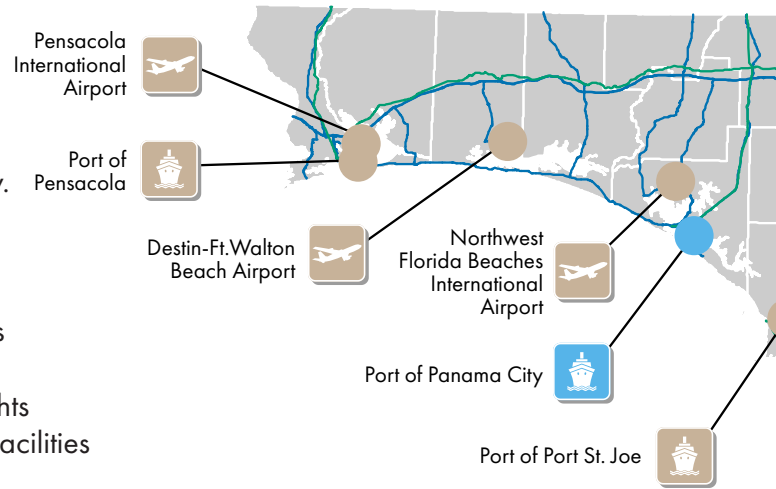 Pensacola
International
Airport
Port of
Pensacola
y.
Destin-Ft.Walton
Beach Airport
Northwest
Florida Beaches
International
Airport
s
Port of Panama City
hts
acilities
Port of Port St. Joe